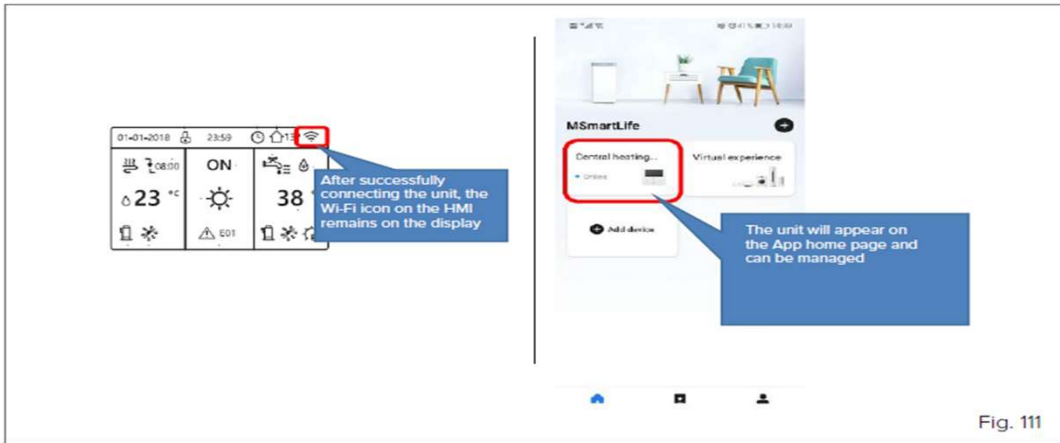 01-01-2018 23:59 13°
08:00 ON
23 °C 38 °
E01
After successfully
connecting the unit, the
Wi-Fi icon on the HMI
remains on the display
MSmartLife
Central heating... Virtual experience
Online
Add device
The unit will appear on
the App home page and
can be managed
Fig. 111